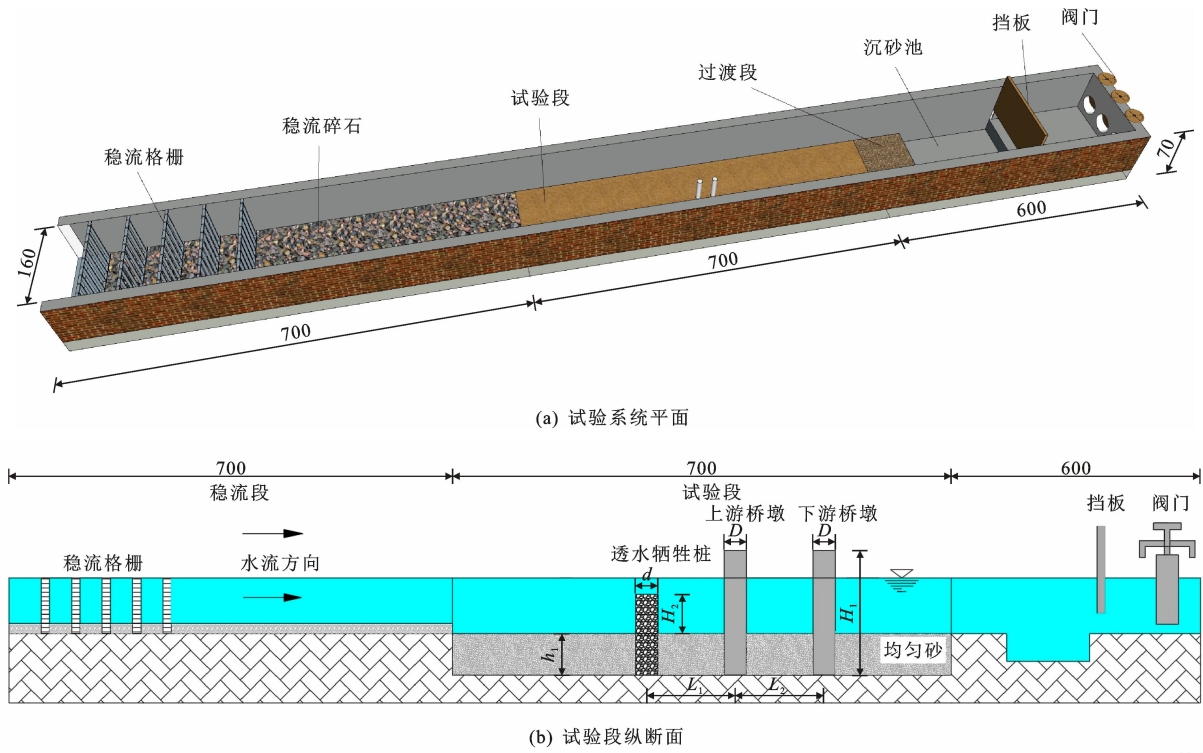 阀门
挡板
沉砂池
过渡段
试验段
稳流碎石
稳流格栅
160
70
600
700
700
(a) 试验系统平面
700
700
600
稳流段
试验段
挡板
阀门
上游桥墩
下游桥墩
D
D
稳流格栅
水流方向
透水牺牲桩
d
H₂
H₁
h₁
均匀砂
L₁
L₂
(b) 试验段纵断面